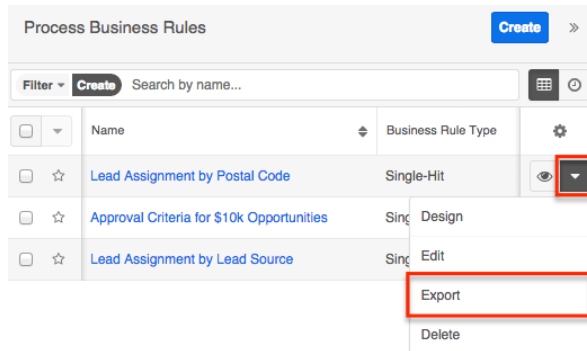 Process Business Rules
Create
Filter Create Search by name...
Name Business Rule Type
Lead Assignment by Postal Code Single-Hit
Approval Criteria for $10k Opportunities Sing
Design
Lead Assignment by Lead Source Sing
Edit
Export
Delete